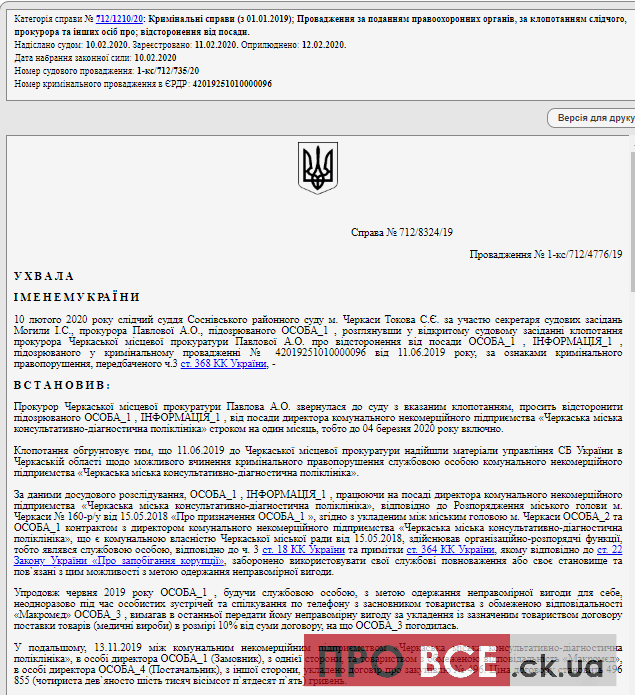 Категорія справи № 712/1210/20: Кримінальні справи (з 01.01.2019); Провадження за поданням правоохоронних органів, за клопотанням слідчого,
прокурора та інших осіб про; відсторонення від посади.
Надіслано судом: 10.02.2020. Зареєстровано: 11.02.2020. Оприлюднено: 12.02.2020.
Дата набрання законної сили: 10.02.2020
Номер судового провадження: 1-кс/712/735/20
Номер кримінального провадження в ЄРДР: 42019251010000096
Версія для друку
Справа № 712/8324/19
Провадження № 1-кс/712/4776/19
У Х В А Л А
І М Е Н Е М У К Р А Ї Н И
10 лютого 2020 року слідчий суддя Соснівського районного суду м. Черкаси Токова С.Є. за участю секретаря судових засідань
Могили І.С., прокурора Павлової А.О., підозрюваного ОСОБА_1 , розглянувши у відкритому судовому засіданні клопотання
прокурора Черкаської місцевої прокуратури Павлової А.О. про відсторонення від посади ОСОБА_1 , ІНФОРМАЦІЯ_1 ,
підозрюваного у кримінальному провадженні № 42019251010000096 від 11.06.2019 року, за ознаками кримінального
правопорушення, передбаченого ч.3 ст. 368 КК України, -
В С Т А Н О В И В :
Прокурор Черкаської місцевої прокуратури Павлова А.О. звернулася до суду з вказаним клопотанням, просить відсторонити
підозрюваного ОСОБА_1 , ІНФОРМАЦІЯ_1 , від посади директора комунального некомерційного підприємства «Черкаська міська
консультативно-діагностична поліклініка» строком на один місяць, тобто до 04 березня 2020 року включно.
Клопотання обґрунтовує тим, що 11.06.2019 до Черкаської місцевої прокуратури надійшли матеріали управління СБ України в
Черкаській області щодо можливого вчинення кримінального правопорушення службовою особою комунального некомерційного
підприємства «Черкаська міська консультативно-діагностична поліклініка».
За даними досудового розслідування, ОСОБА_1 , ІНФОРМАЦІЯ_1 , працюючи на посаді директора комунального некомерційного
підприємства «Черкаська міська консультативно-діагностична поліклініка», відповідно до Розпорядження міського голови м.
Черкаси № 160-р/у від 15.05.2018 «Про призначення ОСОБА_1 », згідно з укладеним між міським головою м. Черкаси ОСОБА_2 та
ОСОБА_1 контрактом з директором комунального некомерційного підприємства «Черкаська міська консультативно-діагностична
поліклініка», що є комунальною власністю Черкаської міської ради від 15.05.2018, здійснював організаційно-розпорядчі функції,
тобто являвся службовою особою, відповідно до ч. 3 ст. 18 КК України та примітки ст. 364 КК України, якому відповідно до ст. 22
Закону України «Про запобігання корупції», заборонено використовувати свої службові повноваження або своє становище та
пов`язані з цим можливості з метою одержання неправомірної вигоди.
Упродовж червня 2019 року ОСОБА_1 , будучи службовою особою, з метою одержання неправомірної вигоди для себе,
неодноразово під час особистих зустрічей та спілкування по телефону з засновником товариства з обмеженою відповідальністю
«Макромед» ОСОБА_3 , вимагав в останньої передати йому неправомірну вигоду за укладення із зазначеним товариством договору
поставки товарів (медичні вироби) в розмірі 10% від суми договору, на що ОСОБА_3 погодилась.
У подальшому, 13.11.2019 між комунальним некомерційним підприємством «Черкаська міська консультативно-діагностична
поліклініка», в особі директора ОСОБА_1 (Замовник), з однієї сторони, та товариством з обмеженою відповідальністю «Макромед»,
в особі директора ОСОБА_4 (Постачальник), з іншої сторони, укладено договір про закупівлю 496
855 (чотириста дев`яносто шість тисяч вісімсот п`ятдесят п`ять) гривень.
ПРО ВСЕ.ck.ua